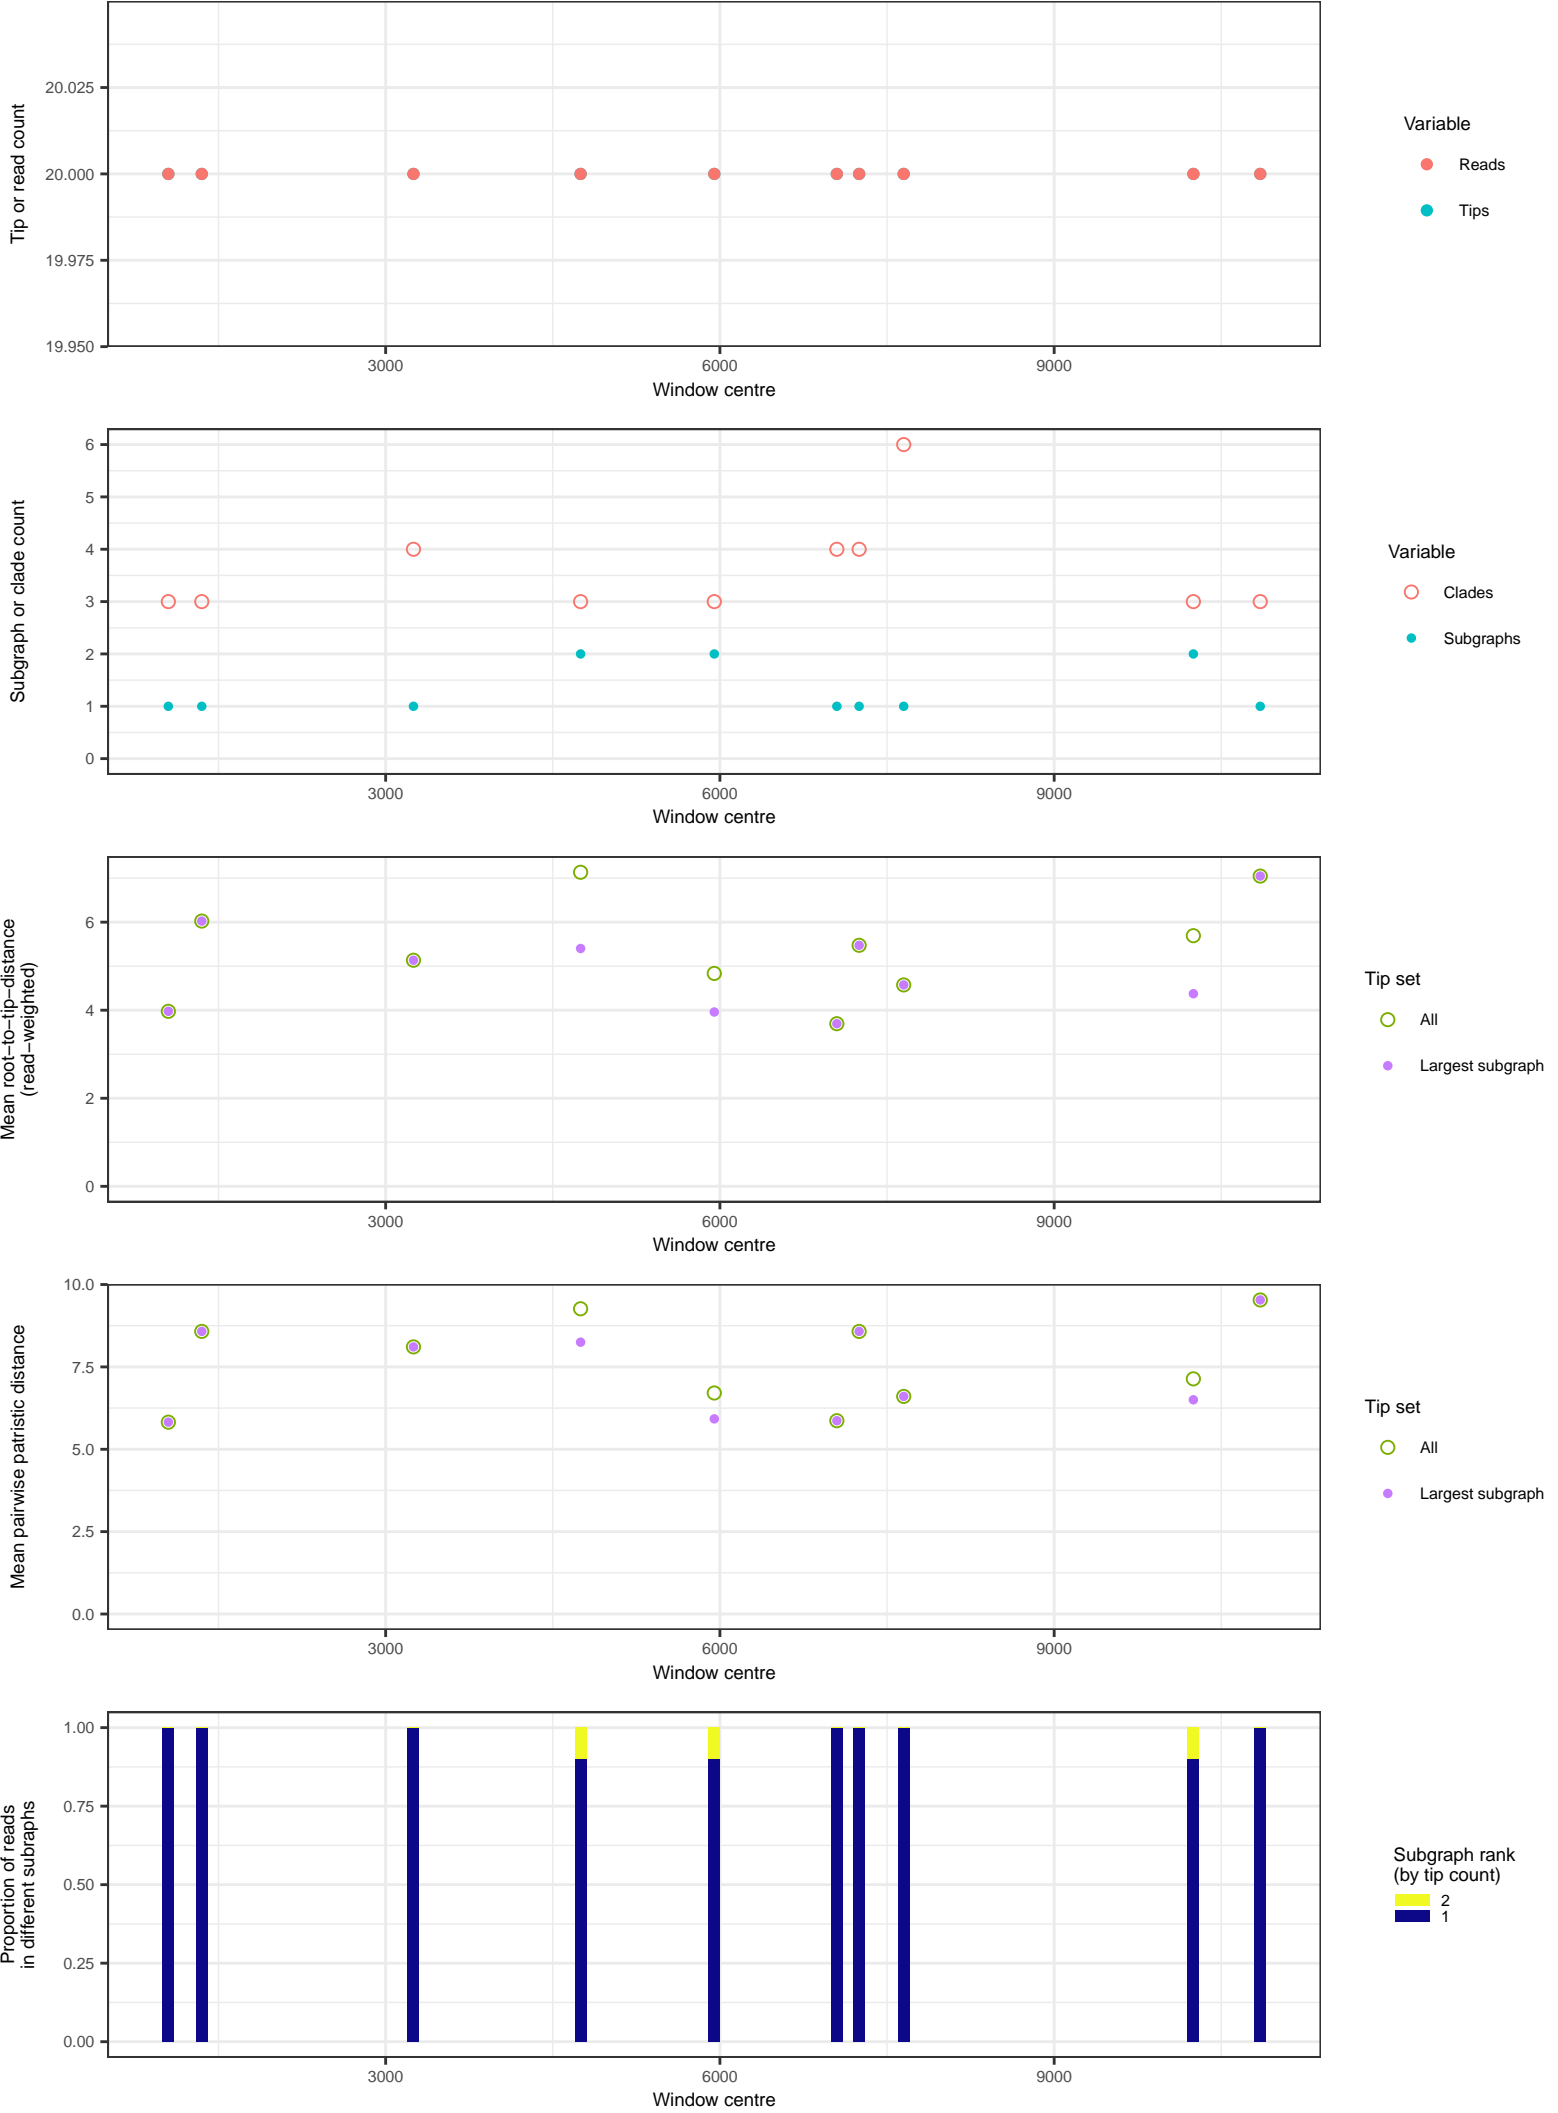 20.025
20.000
19.975
19.950
Tip or read count
3000 6000 9000
Window centre
Variable
Reads
Tips
6
5
4
3
2
1
0
Subgraph or clade count
3000 6000 9000
Window centre
Variable
Clades
Subgraphs
6
4
2
0
Mean root−to−tip−distance
(read−weighted)
3000 6000 9000
Window centre
Tip set
All
Largest subgraph
10.0
7.5
5.0
2.5
0.0
Mean pairwise patristic distance
3000 6000 9000
Window centre
Tip set
All
Largest subgraph
1.00
0.75
0.50
0.25
0.00
Proportion of reads
in different subraphs
3000 6000 9000
Window centre
Subgraph rank
(by tip count)
2
1